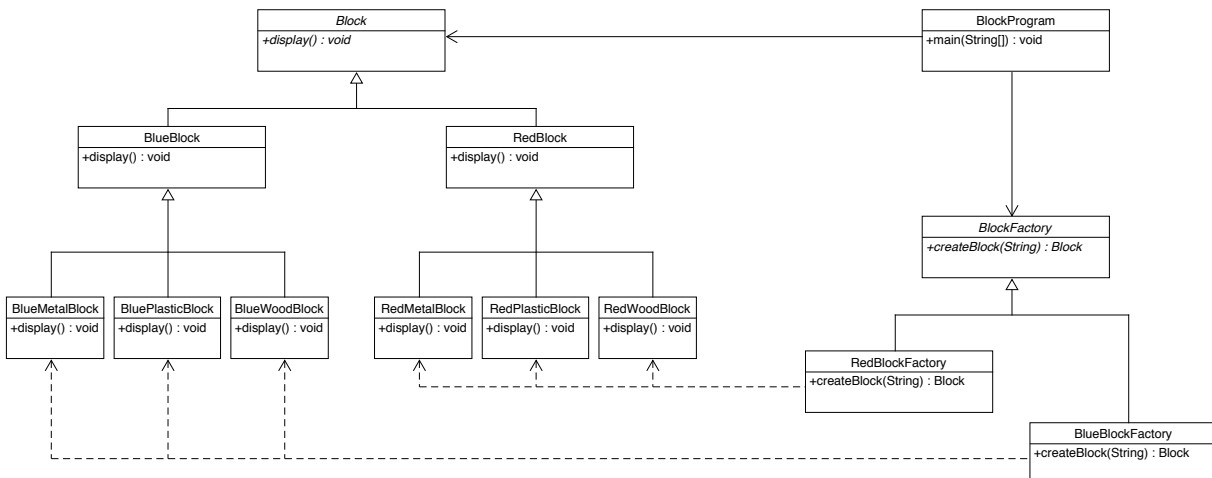 Block
+display() : void
BlockProgram
+main(String[]) : void
BlueBlock
+display() : void
RedBlock
+display() : void
BlockFactory
+createBlock(String) : Block
BlueMetalBlock
+display() : void
BluePlasticBlock
+display() : void
BlueWoodBlock
+display() : void
RedMetalBlock
+display() : void
RedPlasticBlock
+display() : void
RedWoodBlock
+display() : void
RedBlockFactory
+createBlock(String) : Block
BlueBlockFactory
+createBlock(String) : Block